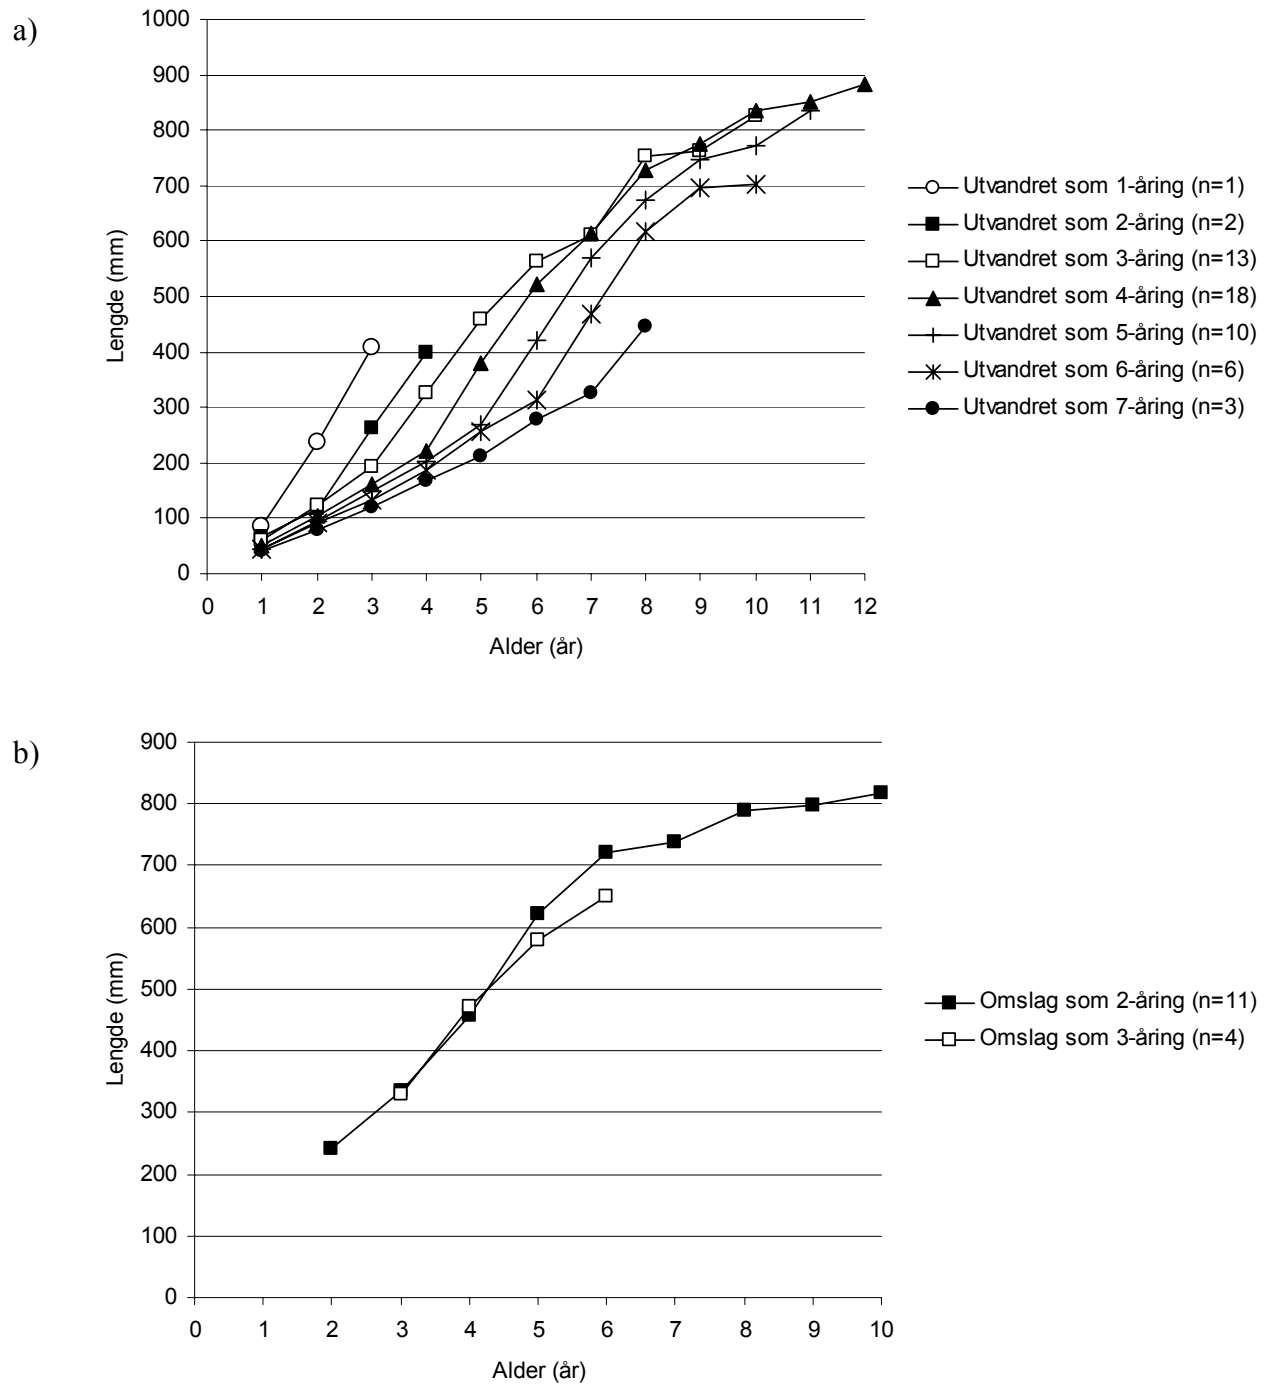 a)
1000
900
800
700
600
500
400
300
200
100
0
Lengde (mm)
0 1 2 3 4 5 6 7 8 9 10 11 12
Alder (år)
Utvandret som 1-åring (n=1)
Utvandret som 2-åring (n=2)
Utvandret som 3-åring (n=13)
Utvandret som 4-åring (n=18)
Utvandret som 5-åring (n=10)
Utvandret som 6-åring (n=6)
Utvandret som 7-åring (n=3)
b)
900
800
700
600
500
400
300
200
100
0
Lengde (mm)
0 1 2 3 4 5 6 7 8 9 10
Alder (år)
Omslag som 2-åring (n=11)
Omslag som 3-åring (n=4)